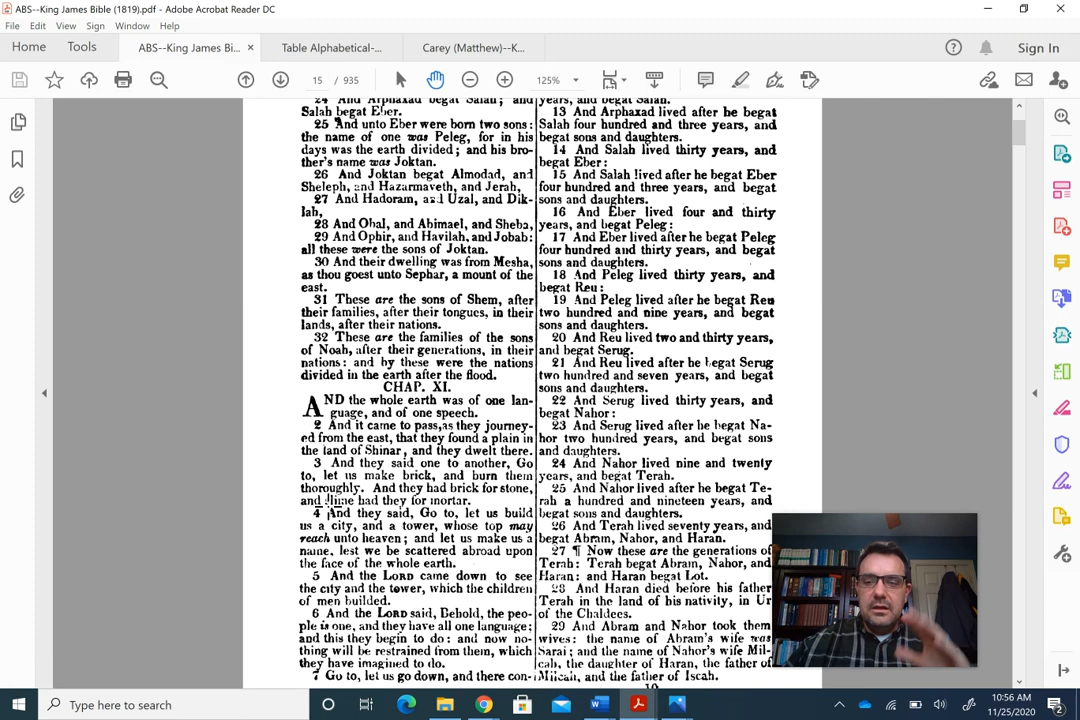 ABS--King James Bible (1819).pdf - Adobe Acrobat Reader DC
File Edit View Sign Window Help
Home Tools ABS--King James Bi... × Table Alphabetical-... Carey (Matthew)--K... Sign In
15 / 935 125%
24 And Arphaxad begat Salah; and
Salah begat Eber.
25 And unto Eber were born two sons:
the name of one was Peleg, for in his
days was the earth divided; and his bro-
ther's name was Joktan.
26 And Joktan begat Almodad, and
Sheleph, and Hazarmaveth, and Jerah,
27 And Hadoram, and Uzal, and Dik-
lah,
28 And Obal, and Abimael, and Sheba,
29 And Ophir, and Havilah, and Jobab:
all these were the sons of Joktan.
30 And their dwelling was from Mesha,
as thou goest unto Sephar, a mount of the
east.
31 These are the sons of Shem, after
their families, after their tongues, in their
lands, after their nations.
32 These are the families of the sons
of Noah, after their generations, in their
nations: and by these were the nations
divided in the earth after the flood.
CHAP. XI.
AND the whole earth was of one lan-
guage, and of one speech.
2 And it came to pass, as they journey-
ed from the east, that they found a plain in
the land of Shinar, and they dwelt there.
3 And they said one to another, Go
to, let us make brick, and burn them
thoroughly. And they had brick for stone,
and slime had they for mortar.
4 And they said, Go to, let us build
us a city, and a tower, whose top may
reach unto heaven; and let us make us a
name, lest we be scattered abroad upon
the face of the whole earth.
5 And the LORD came down to see
the city and the tower, which the children
of men builded.
6 And the LORD said, Behold, the peo-
ple is one, and they have all one language;
and this they begin to do: and now no-
thing will be restrained from them, which
they have imagined to do.
7 Go to, let us go down, and there con-
years, and begat Salah.
13 And Arphaxad lived after he begat
Salah four hundred and three years, and
begat sons and daughters.
14 And Salah lived thirty years, and
begat Eber:
15 And Salah lived after he begat Eber
four hundred and three years, and begat
sons and daughters.
16 And Eber lived four and thirty
years, and begat Peleg:
17 And Eber lived after he begat Peleg
four hundred and thirty years, and begat
sons and daughters.
18 And Peleg lived thirty years, and
begat Reu:
19 And Peleg lived after he begat Reu
two hundred and nine years, and begat
sons and daughters.
20 And Reu lived two and thirty years,
and begat Serug.
21 And Reu lived after he begat Serug
two hundred and seven years, and begat
sons and daughters.
22 And Serug lived thirty years, and
begat Nahor:
23 And Serug lived after he begat Na-
hor two hundred years, and begat sons
and daughters.
24 And Nahor lived nine and twenty
years, and begat Terah.
25 And Nahor lived after he begat Te-
rah a hundred and nineteen years, and
begat sons and daughters.
26 And Terah lived seventy years, and
begat Abram, Nahor, and Haran.
27 ¶ Now these are the generations of
Terah: Terah begat Abram, Nahor, and
Haran: and Haran begat Lot.
28 And Haran died before his father
Terah in the land of his nativity, in Ur
of the Chaldees.
29 And Abram and Nahor took them
wives: the name of Abram's wife was
Sarai; and the name of Nahor's wife Mil-
cah, the daughter of Haran, the father of
Milcah, and the father of Iscah.
Type here to search
10:56 AM
11/25/2020
2